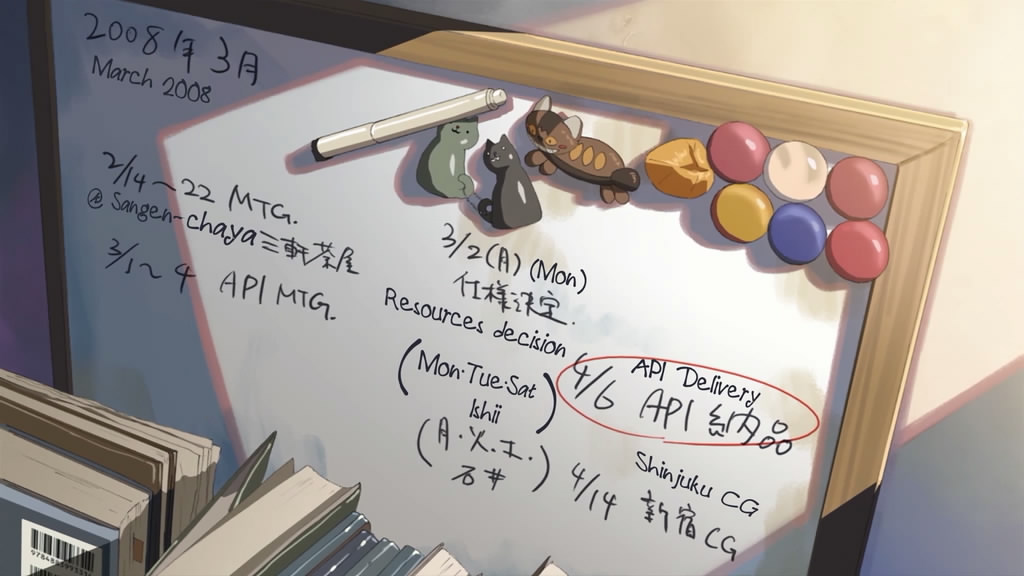 2008年3月
March 2008
2/14～22 MTG.
@ Sangen-chaya 三軒茶屋
3/1～4 API MTG.
3/2(月)(Mon)
仕様決定.
Resources decision
(Mon·Tue·Sat
Ishii)
(月·火·土.
石井)
API Delivery
4/6 API 納品
Shinjuku CG
4/14 新宿CG